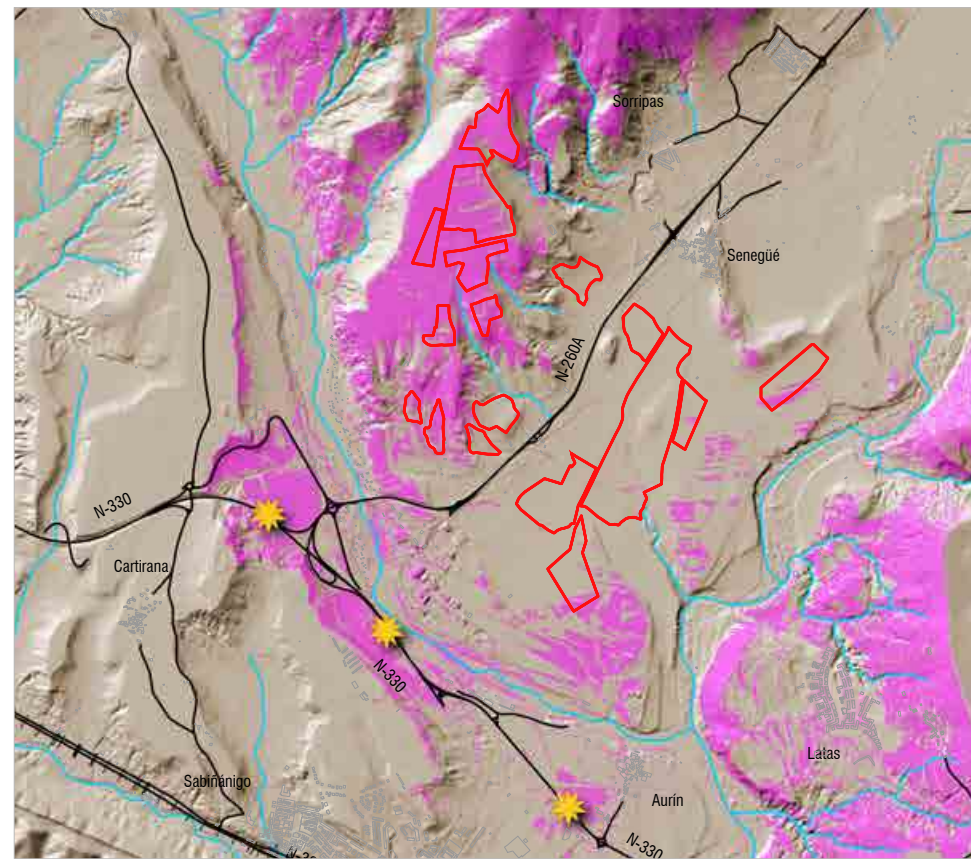 Sorripas
Senegüé
N-260A
N-330
Cartirana
N-330
Latas
Sabiñánigo
Aurín
N-330